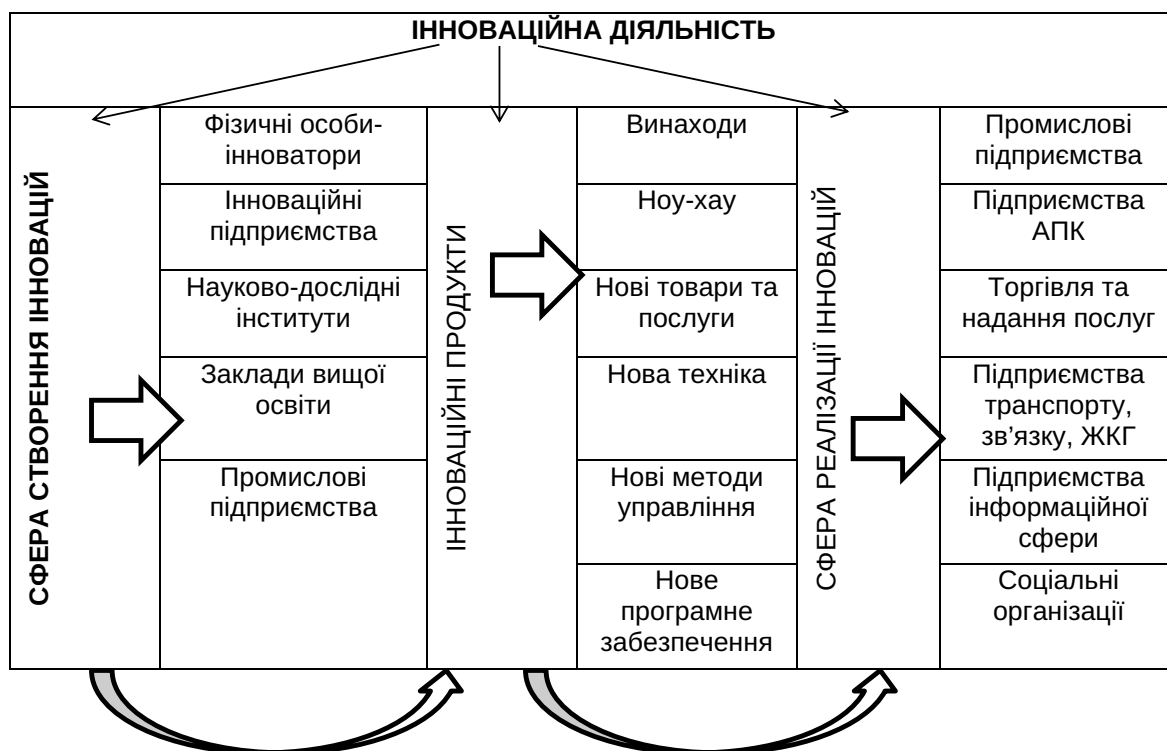 ІННОВАЦІЙНА ДІЯЛЬНІСТЬ
СФЕРА СТВОРЕННЯ ІННОВАЦІЙ
Фізичні особи-
інноватори
Інноваційні
підприємства
Науково-дослідні
інститути
Заклади вищої
освіти
Промислові
підприємства
ІННОВАЦІЙНІ ПРОДУКТИ
Винаходи
Ноу-хау
Нові товари та
послуги
Нова техніка
Нові методи
управління
Нове
програмне
забезпечення
СФЕРА РЕАЛІЗАЦІЇ ІННОВАЦІЙ
Промислові
підприємства
Підприємства
АПК
Торгівля та
надання послуг
Підприємства
транспорту,
зв’язку, ЖКГ
Підприємства
інформаційної
сфери
Соціальні
організації